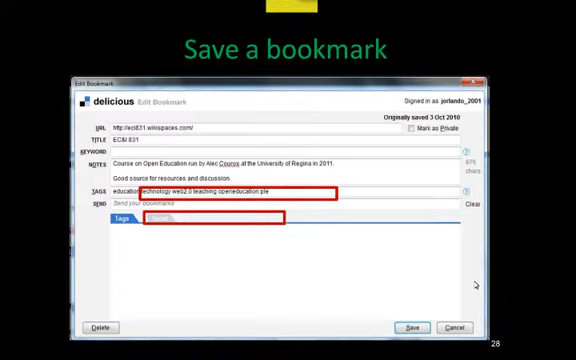 Save a bookmark
Edit Bookmark
delicious Edit Bookmark
Signed in as jorlando_2001
Originally saved 3 Oct 2010
URL http://eci831.wikispaces.com/
Mark as Private
TITLE EC&I 831
KEYWORD
NOTES Course on Open Education run by Alec Couros at the University of Regina in 2011.
Good source for resources and discussion.
876 chars
TAGS education technology web2.0 teaching openeducation ple
SEND Send your bookmarks
Clear
Tags
Delete
Save
Cancel
28